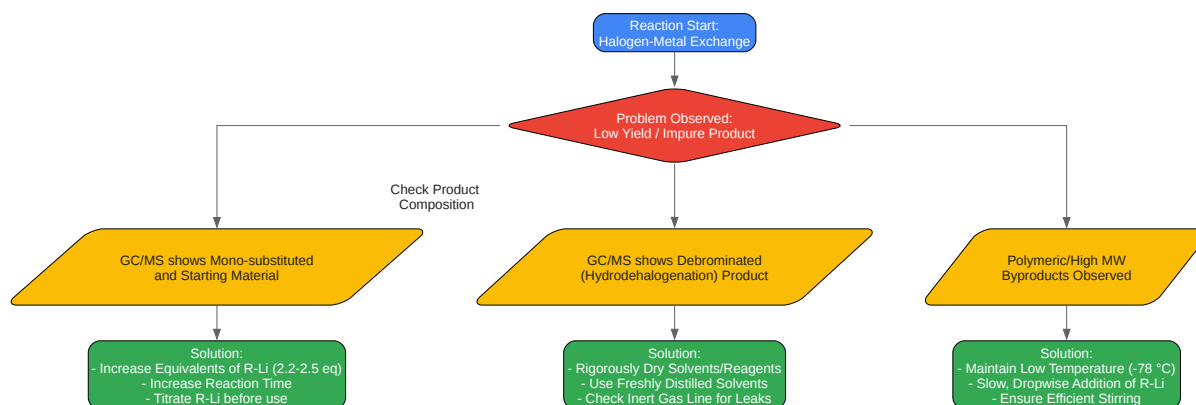 Reaction Start:
Halogen-Metal Exchange
Problem Observed:
Low Yield / Impure Product
Check Product
Composition
GC/MS shows Mono-substituted
and Starting Material
GC/MS shows Debrominated
(Hydrodehalogenation) Product
Polymeric/High MW
Byproducts Observed
Solution:
- Increase Equivalents of R-Li (2.2-2.5 eq)
- Increase Reaction Time
- Titrate R-Li before use
Solution:
- Rigorously Dry Solvents/Reagents
- Use Freshly Distilled Solvents
- Check Inert Gas Line for Leaks
Solution:
- Maintain Low Temperature (-78 °C)
- Slow, Dropwise Addition of R-Li
- Ensure Efficient Stirring